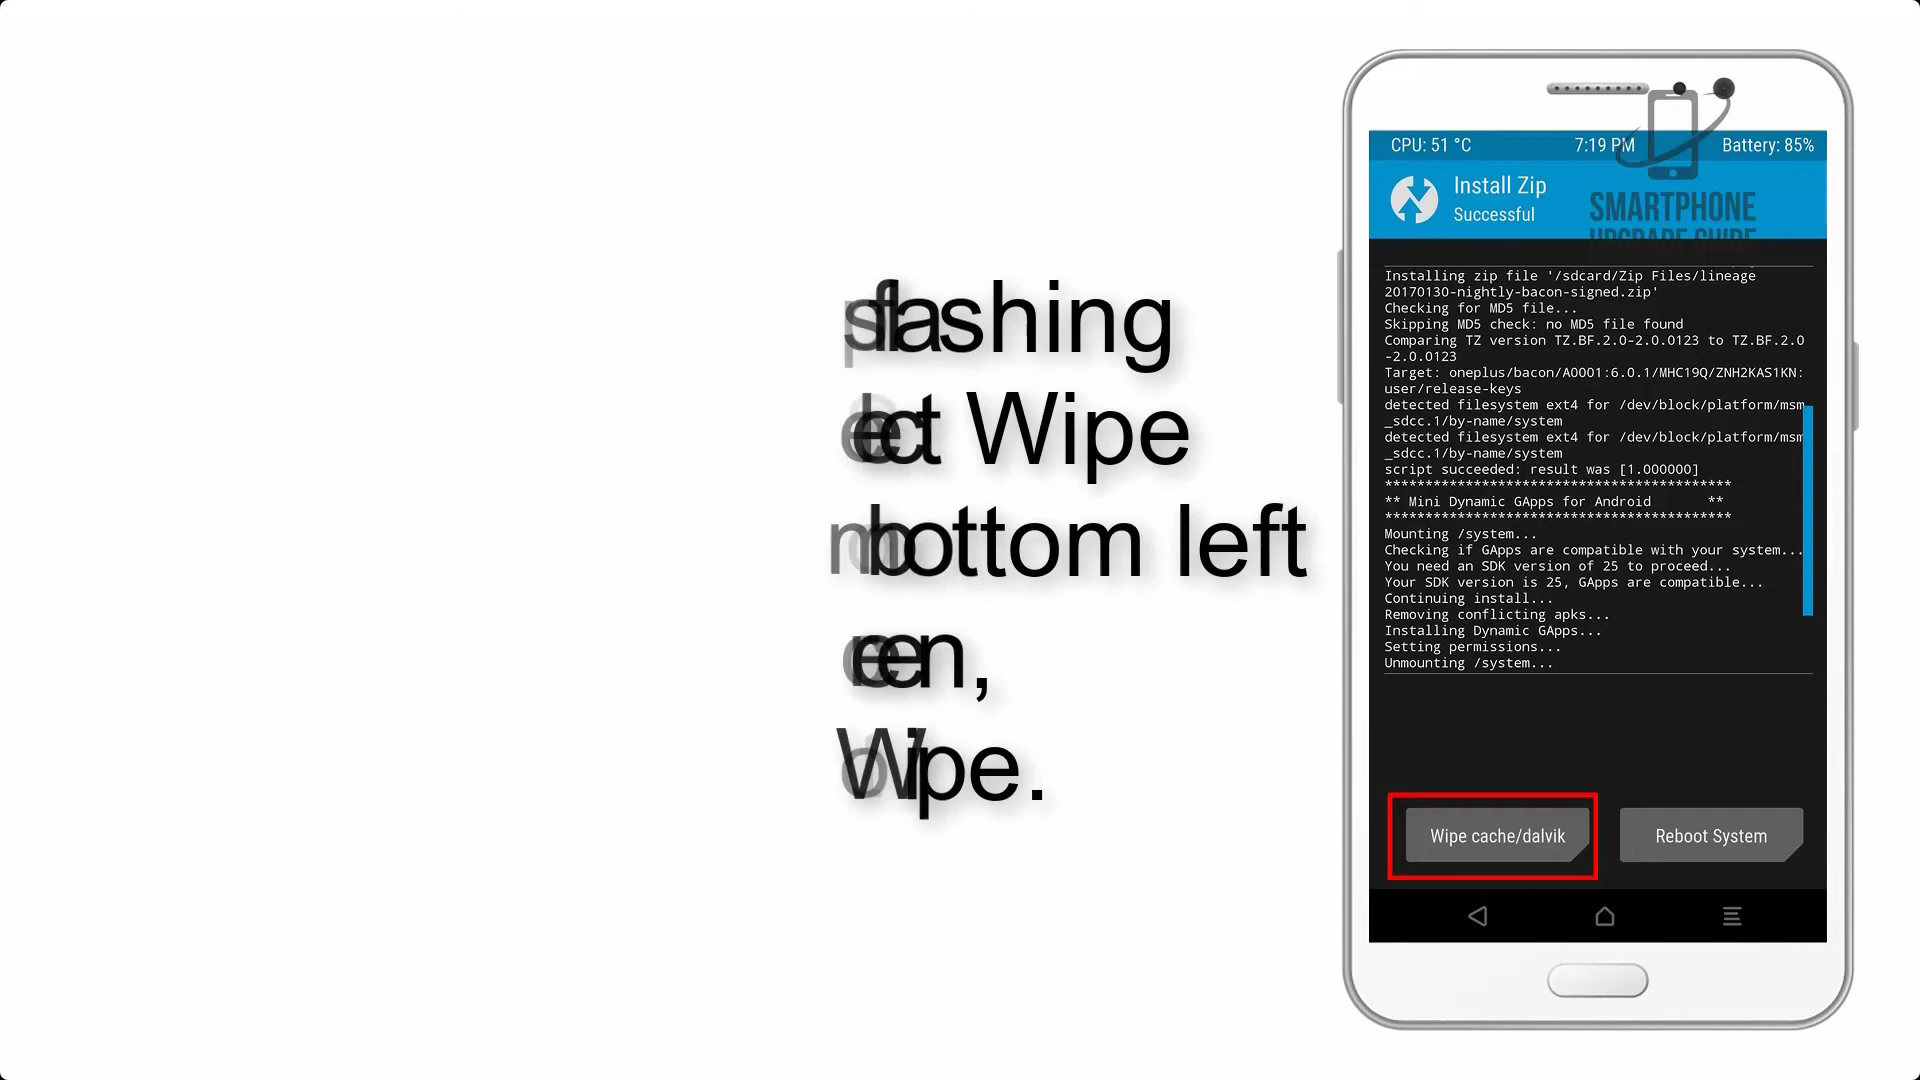 flashing
Wipe
bottom left
Wipe.
CPU: 51 °C
7:19 PM
Battery: 85%
Install Zip
Successful
SMARTPHONE
UPGRADE GUIDE
Installing zip file '/sdcard/Zip Files/lineage
20170130-nightly-bacon-signed.zip'
Checking for MD5 file...
Skipping MD5 check: no MD5 file found
Comparing TZ version TZ.BF.2.0-2.0.0123 to TZ.BF.2.0
-2.0.0123
Target: oneplus/bacon/A0001:6.0.1/MHC19Q/ZNH2KAS1KN:
user/release-keys
detected filesystem ext4 for /dev/block/platform/msm
_sdcc.1/by-name/system
detected filesystem ext4 for /dev/block/platform/msm
_sdcc.1/by-name/system
script succeeded: result was [1.000000]
*******************************************
** Mini Dynamic GApps for Android **
*******************************************
Mounting /system...
Checking if GApps are compatible with your system...
You need an SDK version of 25 to proceed...
Your SDK version is 25, GApps are compatible...
Continuing install...
Removing conflicting apks...
Installing Dynamic GApps...
Setting permissions...
Unmounting /system...
Wipe cache/dalvik
Reboot System